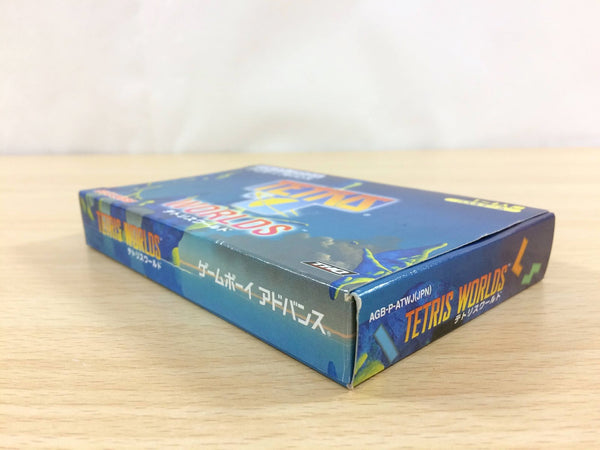 TETRIS
WORLDS
テトリスワールド
THQ
TETRIS WORLDS
テトリスワールド
ゲームボーイ アドバンス
AGB-P-ATWJ(JPN)
TETRIS WORLDS
テトリスワールド